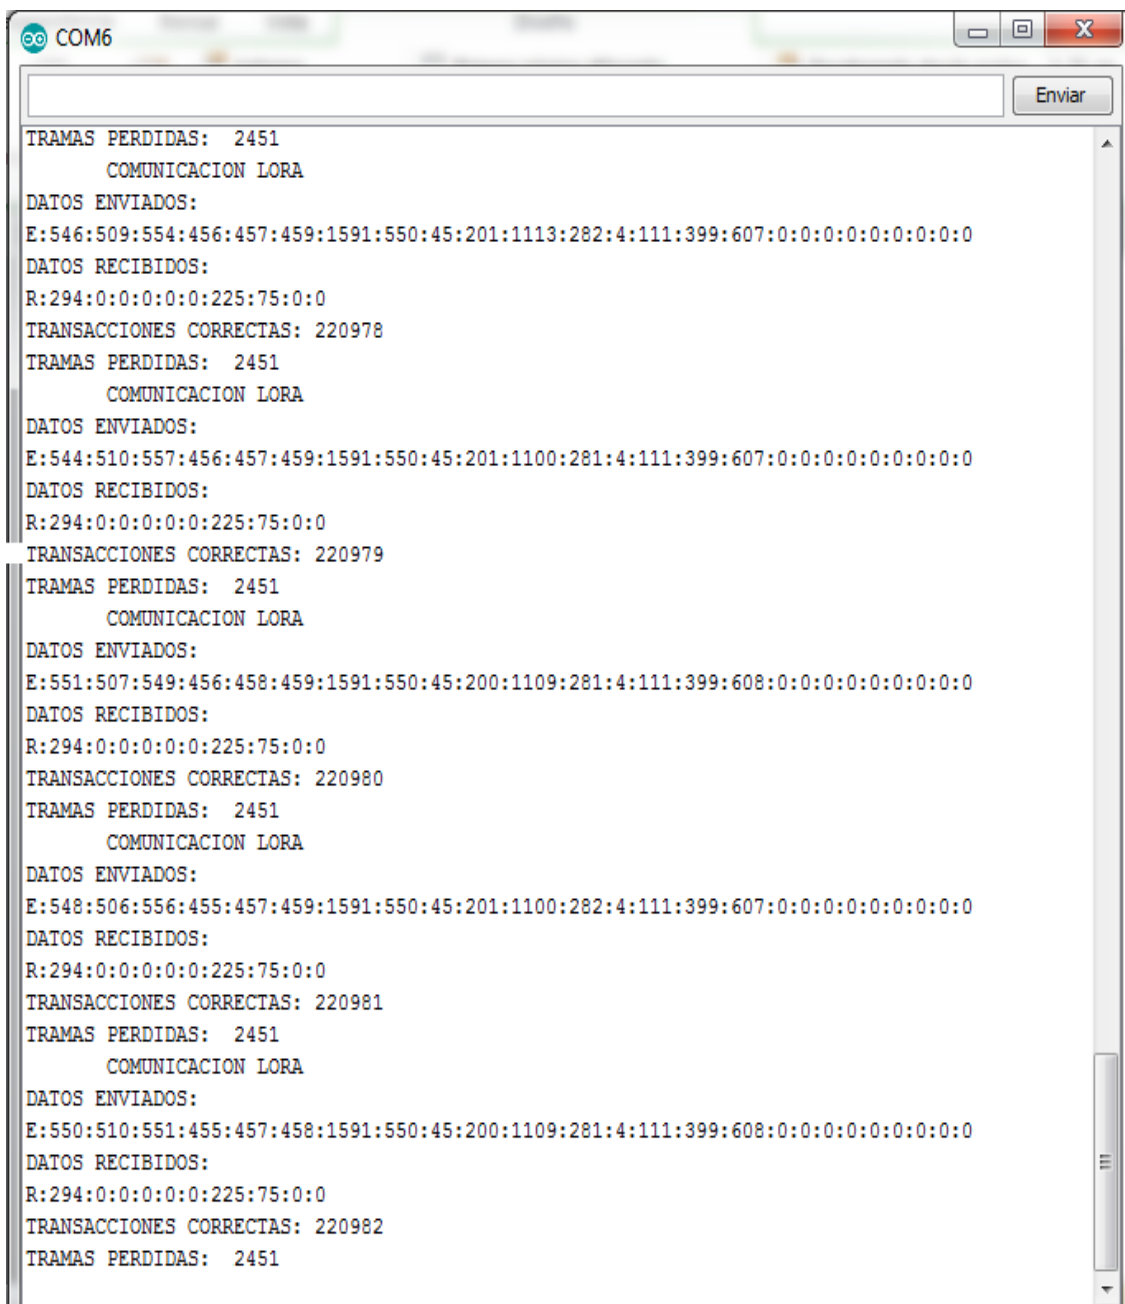 COM6
Enviar
TRAMAS PERDIDAS:  2451
COMUNICACION LORA
DATOS ENVIADOS:
E:546:509:554:456:457:459:1591:550:45:201:1113:282:4:111:399:607:0:0:0:0:0:0:0:0:0
DATOS RECIBIDOS:
R:294:0:0:0:0:0:225:75:0:0
TRANSACCIONES CORRECTAS: 220978
TRAMAS PERDIDAS:  2451
COMUNICACION LORA
DATOS ENVIADOS:
E:544:510:557:456:457:459:1591:550:45:201:1100:281:4:111:399:607:0:0:0:0:0:0:0:0:0
DATOS RECIBIDOS:
R:294:0:0:0:0:0:225:75:0:0
TRANSACCIONES CORRECTAS: 220979
TRAMAS PERDIDAS:  2451
COMUNICACION LORA
DATOS ENVIADOS:
E:551:507:549:456:458:459:1591:550:45:200:1109:281:4:111:399:608:0:0:0:0:0:0:0:0:0
DATOS RECIBIDOS:
R:294:0:0:0:0:0:225:75:0:0
TRANSACCIONES CORRECTAS: 220980
TRAMAS PERDIDAS:  2451
COMUNICACION LORA
DATOS ENVIADOS:
E:548:506:556:455:457:459:1591:550:45:201:1100:282:4:111:399:607:0:0:0:0:0:0:0:0:0
DATOS RECIBIDOS:
R:294:0:0:0:0:0:225:75:0:0
TRANSACCIONES CORRECTAS: 220981
TRAMAS PERDIDAS:  2451
COMUNICACION LORA
DATOS ENVIADOS:
E:550:510:551:455:457:458:1591:550:45:200:1109:281:4:111:399:608:0:0:0:0:0:0:0:0:0
DATOS RECIBIDOS:
R:294:0:0:0:0:0:225:75:0:0
TRANSACCIONES CORRECTAS: 220982
TRAMAS PERDIDAS:  2451